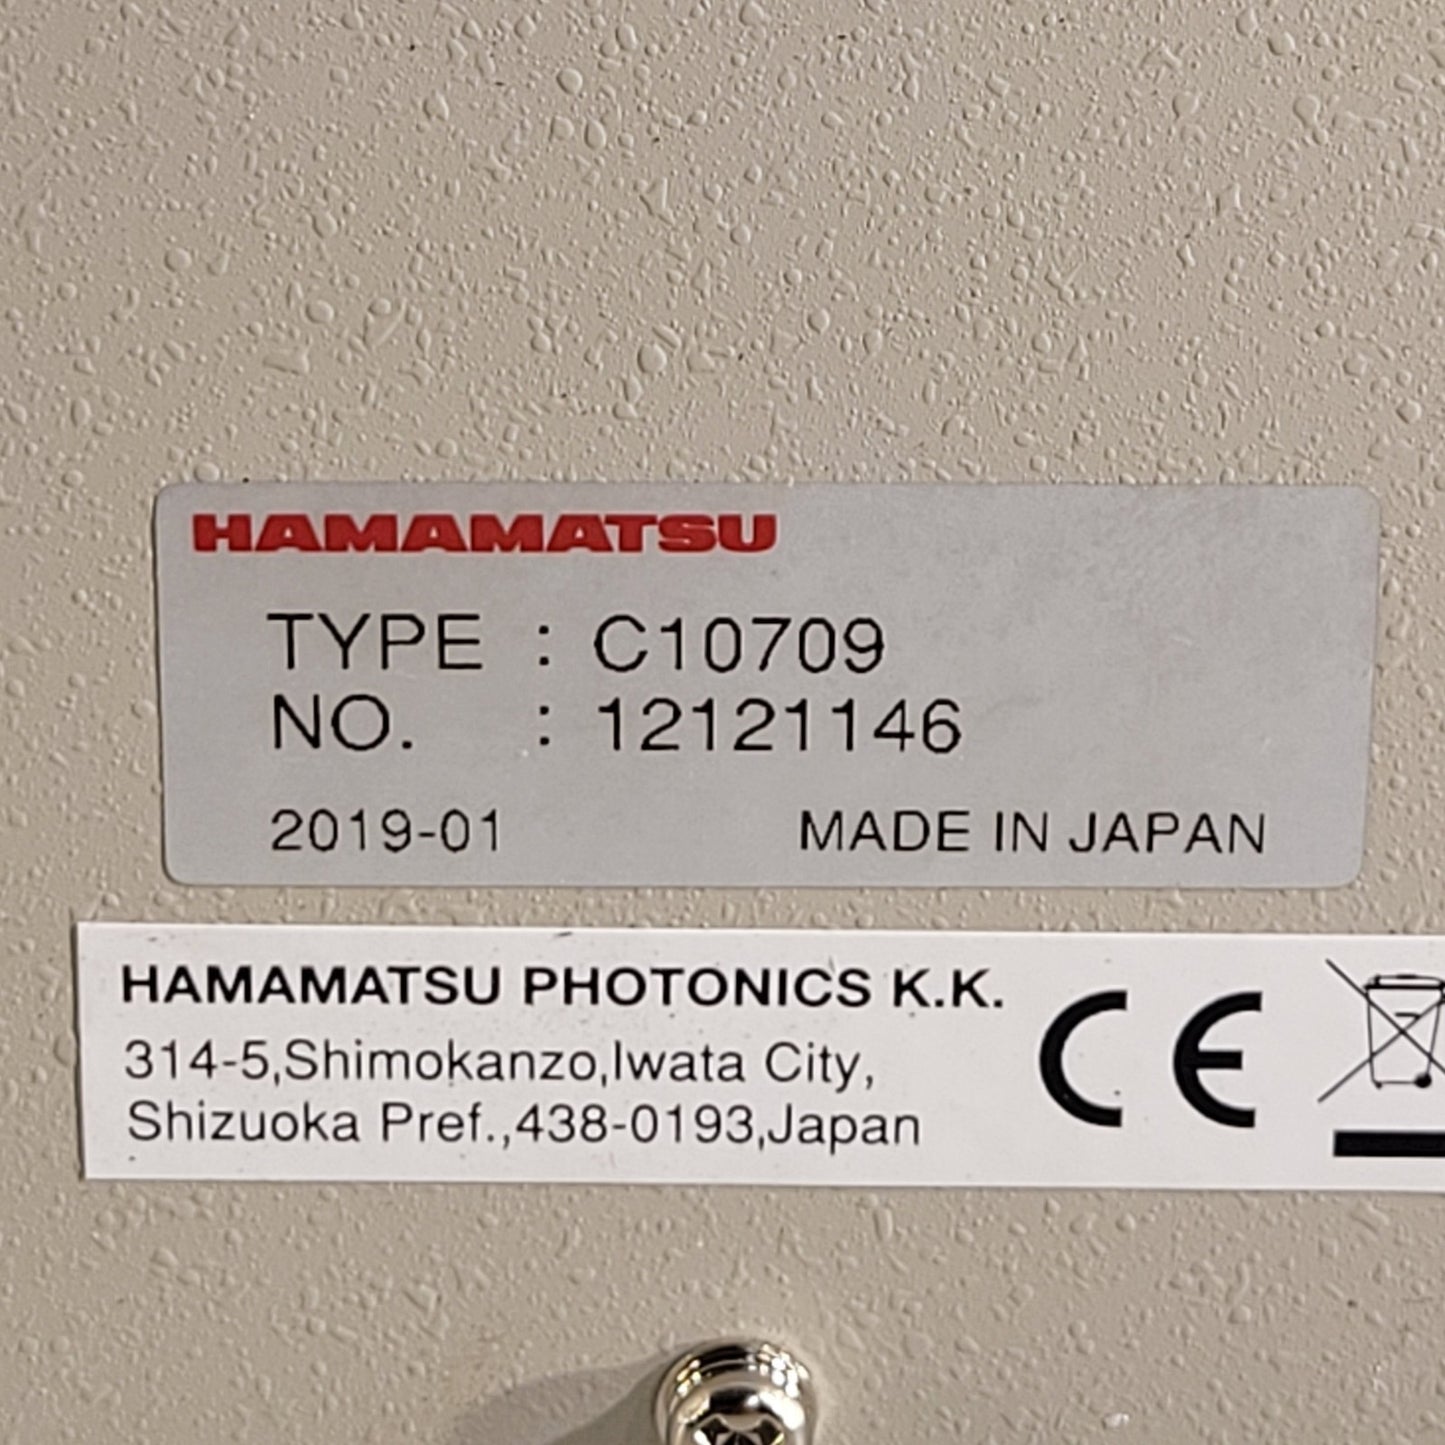 HAMAMATSU
TYPE : C10709
NO. : 12121146
2019-01 MADE IN JAPAN
HAMAMATSU PHOTONICS K.K.
314-5,Shimokanzo,Iwata City,
Shizuoka Pref.,438-0193,Japan
CE